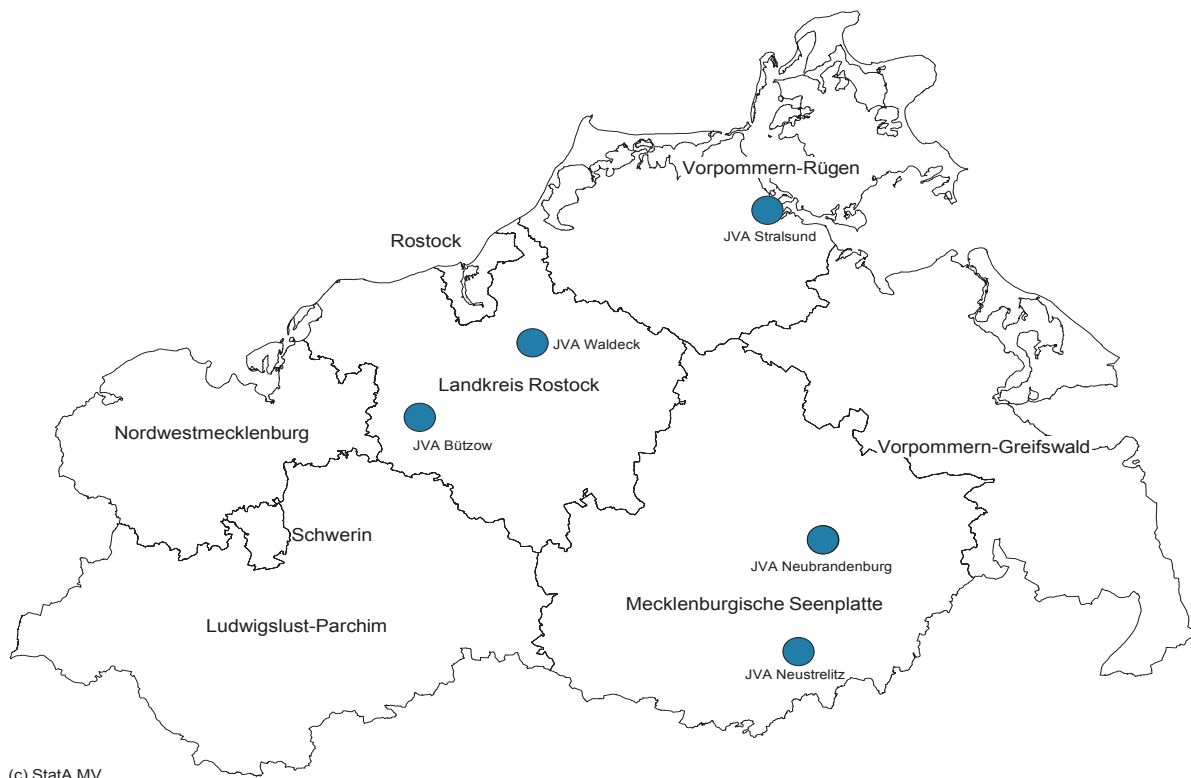 Vorpommern-Rügen
JVA Stralsund
Rostock
JVA Waldeck
Landkreis Rostock
JVA Bützow
Nordwestmecklenburg
Vorpommern-Greifswald
Schwerin
JVA Neubrandenburg
Mecklenburgische Seenplatte
Ludwigslust-Parchim
JVA Neustrelitz
(c) StatA MV